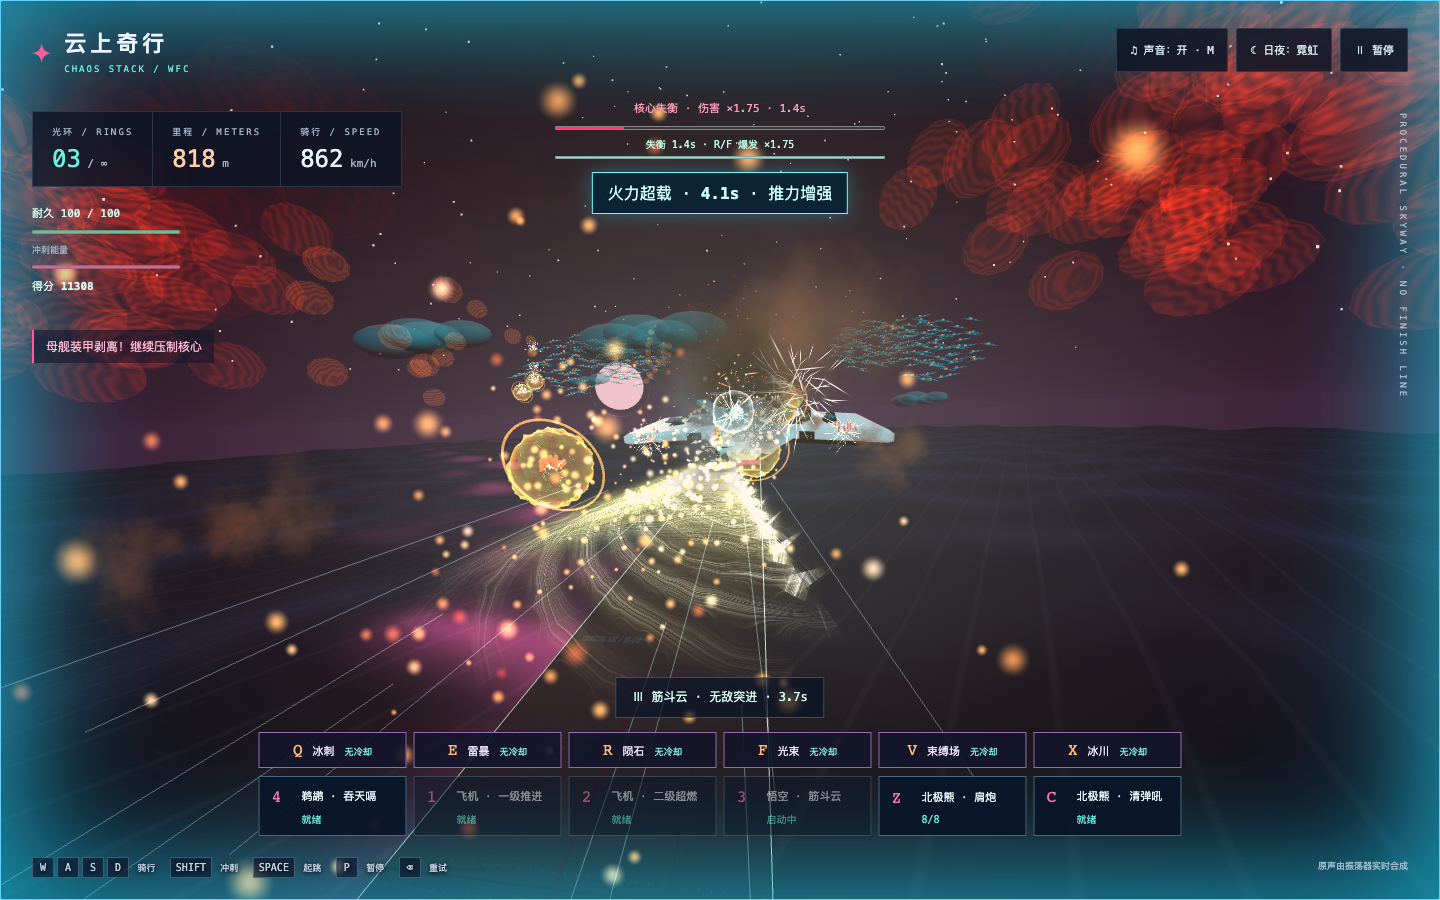 云上奇行
CHAOS STACK / WFC
♫ 声音: 开 · M
☾ 日夜: 霓虹
Ⅱ 暂停
光环 / RINGS
03 / ∞
里程 / METERS
818 m
骑行 / SPEED
862 km/h
耐久 100 / 100
冲刺能量
得分 11308
母舰装甲剥离! 继续压制核心
核心失衡 · 伤害 ×1.75 · 1.4s
失衡 1.4s · R/F 爆发 ×1.75
火力超载 · 4.1s · 推力增强
PROCEDURAL SKYWAY · NO FINISH LINE
Ⅲ 筋斗云 · 无敌突进 · 3.7s
Q 冰刺 无冷却
E 雷暴 无冷却
R 陨石 无冷却
F 光束 无冷却
V 束缚场 无冷却
X 冰川 无冷却
4 鹈鹕 · 吞天嗝
就绪
1 飞机 · 一级推进
就绪
2 飞机 · 二级超燃
就绪
3 悟空 · 筋斗云
启动中
Z 北极熊 · 肩炮
8/8
C 北极熊 · 清弹吼
就绪
W A S D 骑行 SHIFT 冲刺 SPACE 起跳 P 暂停 ⌫ 重试
原声由振荡器实时合成